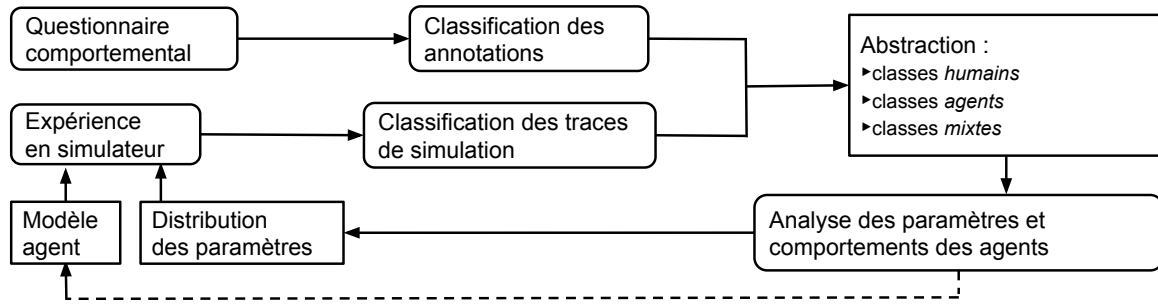 Questionnaire
comportemental
Classification des
annotations
Abstraction :
▸classes humains
▸classes agents
▸classes mixtes
Expérience
en simulateur
Classification des traces
de simulation
Modèle
agent
Distribution
des paramètres
Analyse des paramètres et
comportements des agents